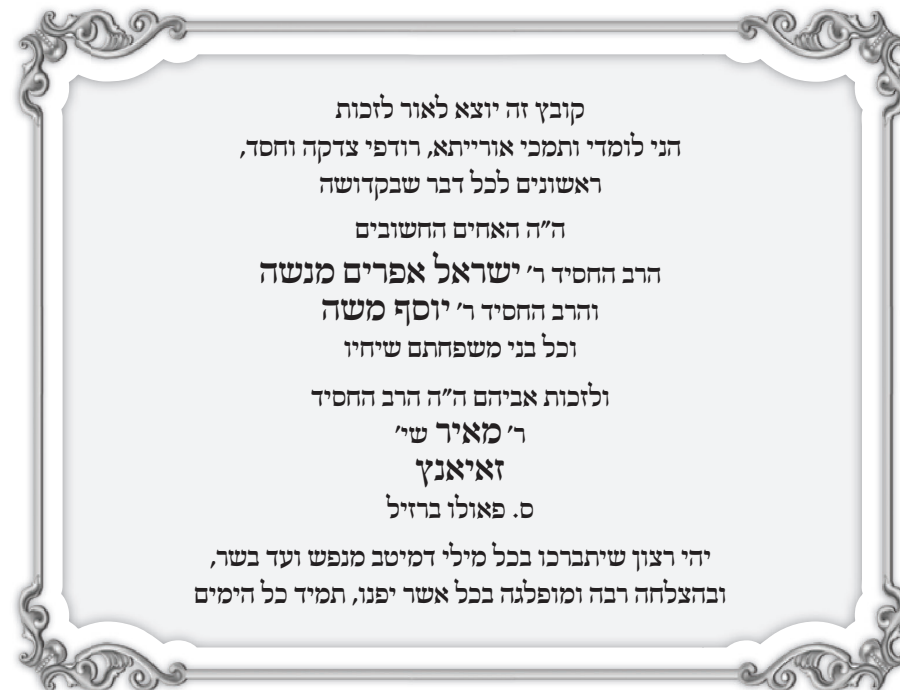 קובץ זה יוצא לאור לזכות
הני לומדי ותמכי אורייתא, רודפי צדקה וחסד,
ראשונים לכל דבר שבקדושה
ה״ה האחים החשובים
הרב החסיד ר׳ ישראל אפרים מנשה
והרב החסיד ר׳ יוסף משה
וכל בני משפחתם שיחיו
ולזכות אביהם ה״ה הרב החסיד
ר׳ מאיר שי׳
זאיאנץ
ס. פאולו ברזיל
יהי רצון שיתברכו בכל מילי דמיטב מנפש ועד בשר,
ובהצלחה רבה ומופלגה בכל אשר יפנו, תמיד כל הימים